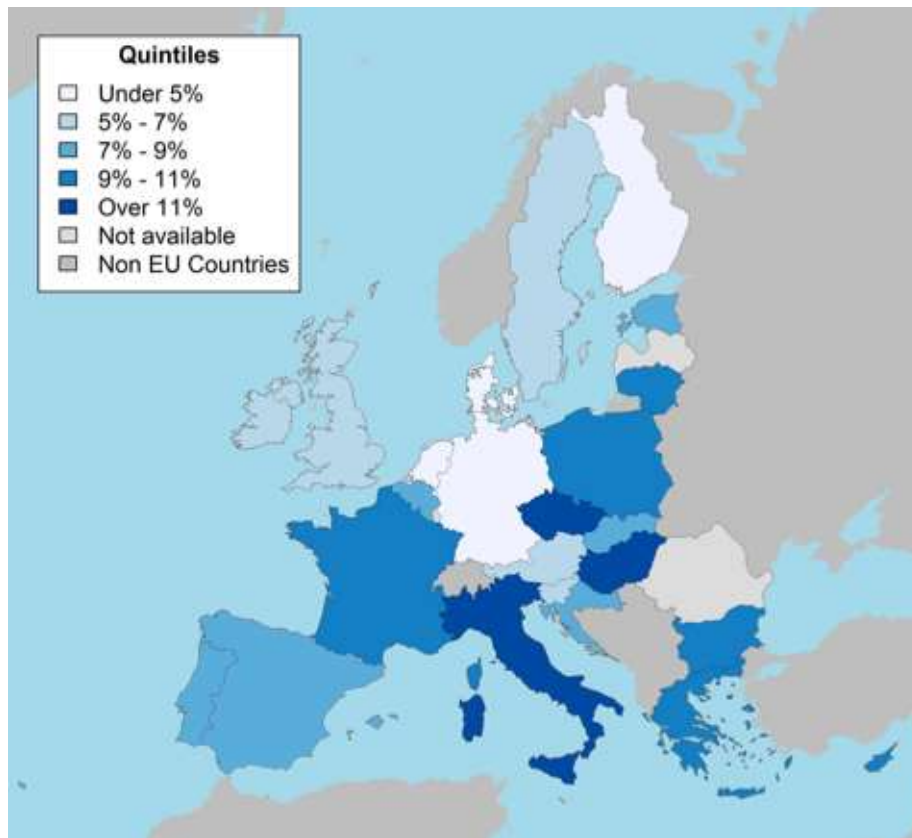 Quintiles
Under 5%
5% - 7%
7% - 9%
9% - 11%
Over 11%
Not available
Non EU Countries